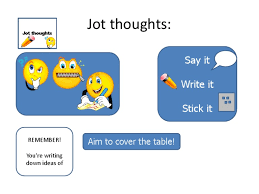 Jot thoughts:
Jot thoughts
Say it
Write it
Stick it
REMEMBER!
You're writing
down ideas of
Aim to cover the table!